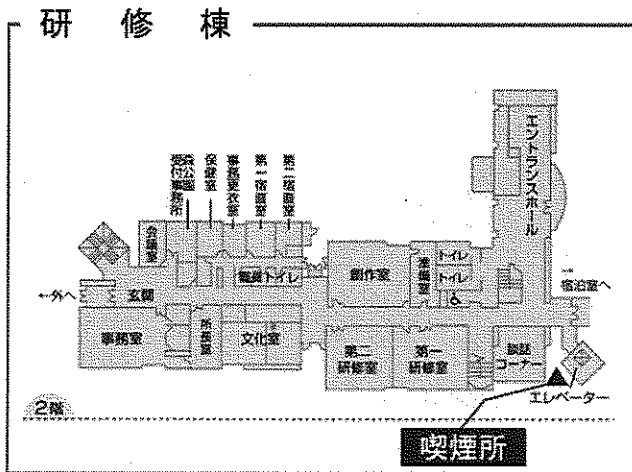 研修棟
エントランスホール
森公園
受付事務所
保健室
事務更衣室
第一宿直室
第二宿直室
会議室
職員トイレ
創作室
準備室
トイレ
トイレ
←外へ
玄関
宿泊室へ
事務室
所長室
文化室
第二
研修室
第一
研修室
談話
コーナー
エレベーター
2階
喫煙所